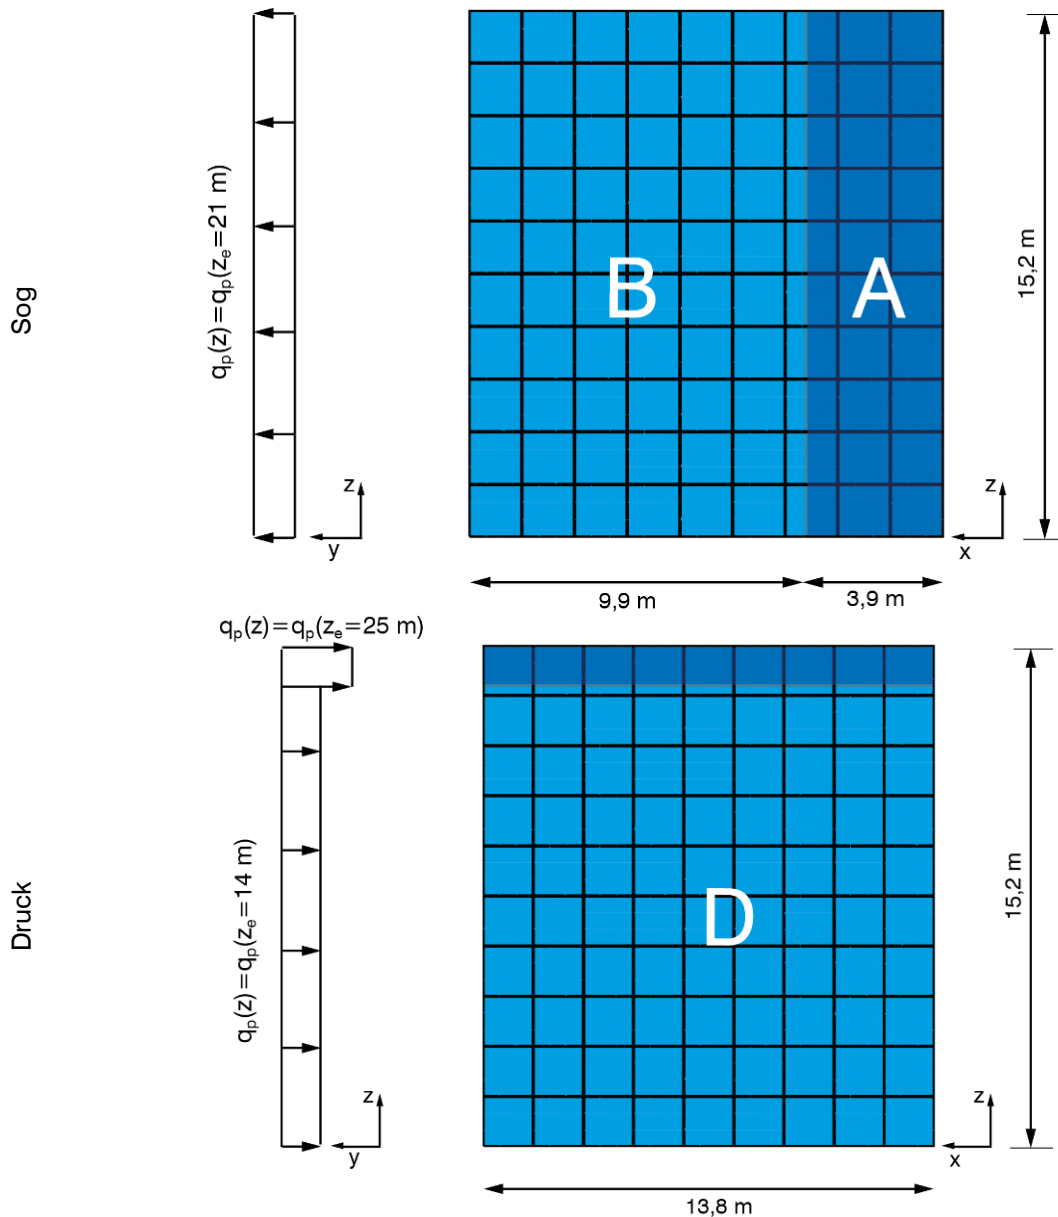 Sog
qp(z)=qp(ze=21 m)
z
y
B
A
z
x
15,2 m
9,9 m
3,9 m
Druck
qp(z)=qp(ze=25 m)
qp(z)=qp(ze=14 m)
z
y
D
z
x
15,2 m
13,8 m